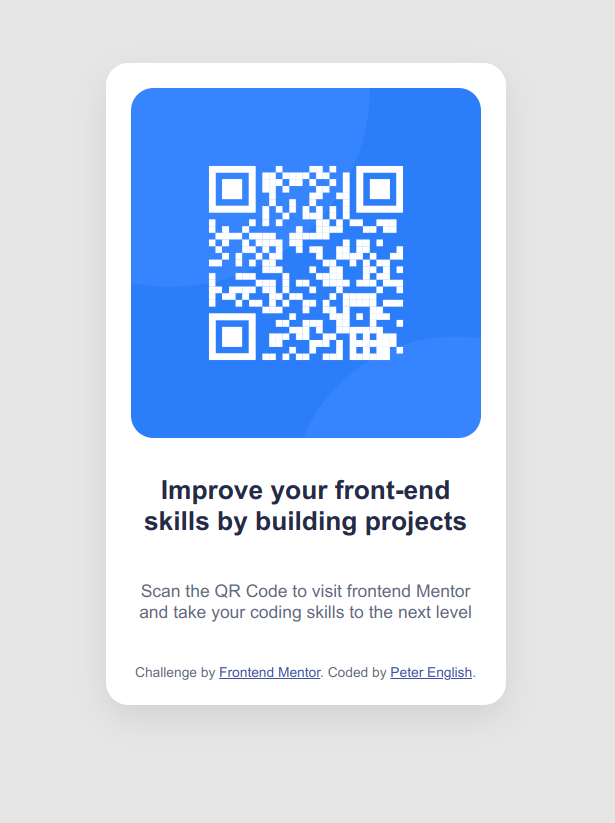 Improve your front-end
skills by building projects
Scan the QR Code to visit frontend Mentor
and take your coding skills to the next level
Challenge by Frontend Mentor. Coded by Peter English.